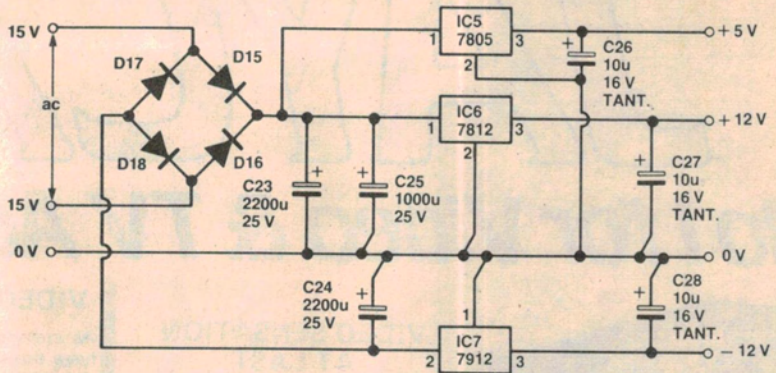 15 V
ac
15 V
0 V
D17
D15
D18
D16
C23
2200u
25 V
C25
1000u
25 V
C24
2200u
25 V
1
IC5
7805
3
2
1
IC6
7812
3
2
1
IC7
7912
2
3
+
C26
10u
16 V
TANT.
+
C27
10u
16 V
TANT.
+
C28
10u
16 V
TANT.
+
+
+
+ 5 V
+ 12 V
0 V
− 12 V